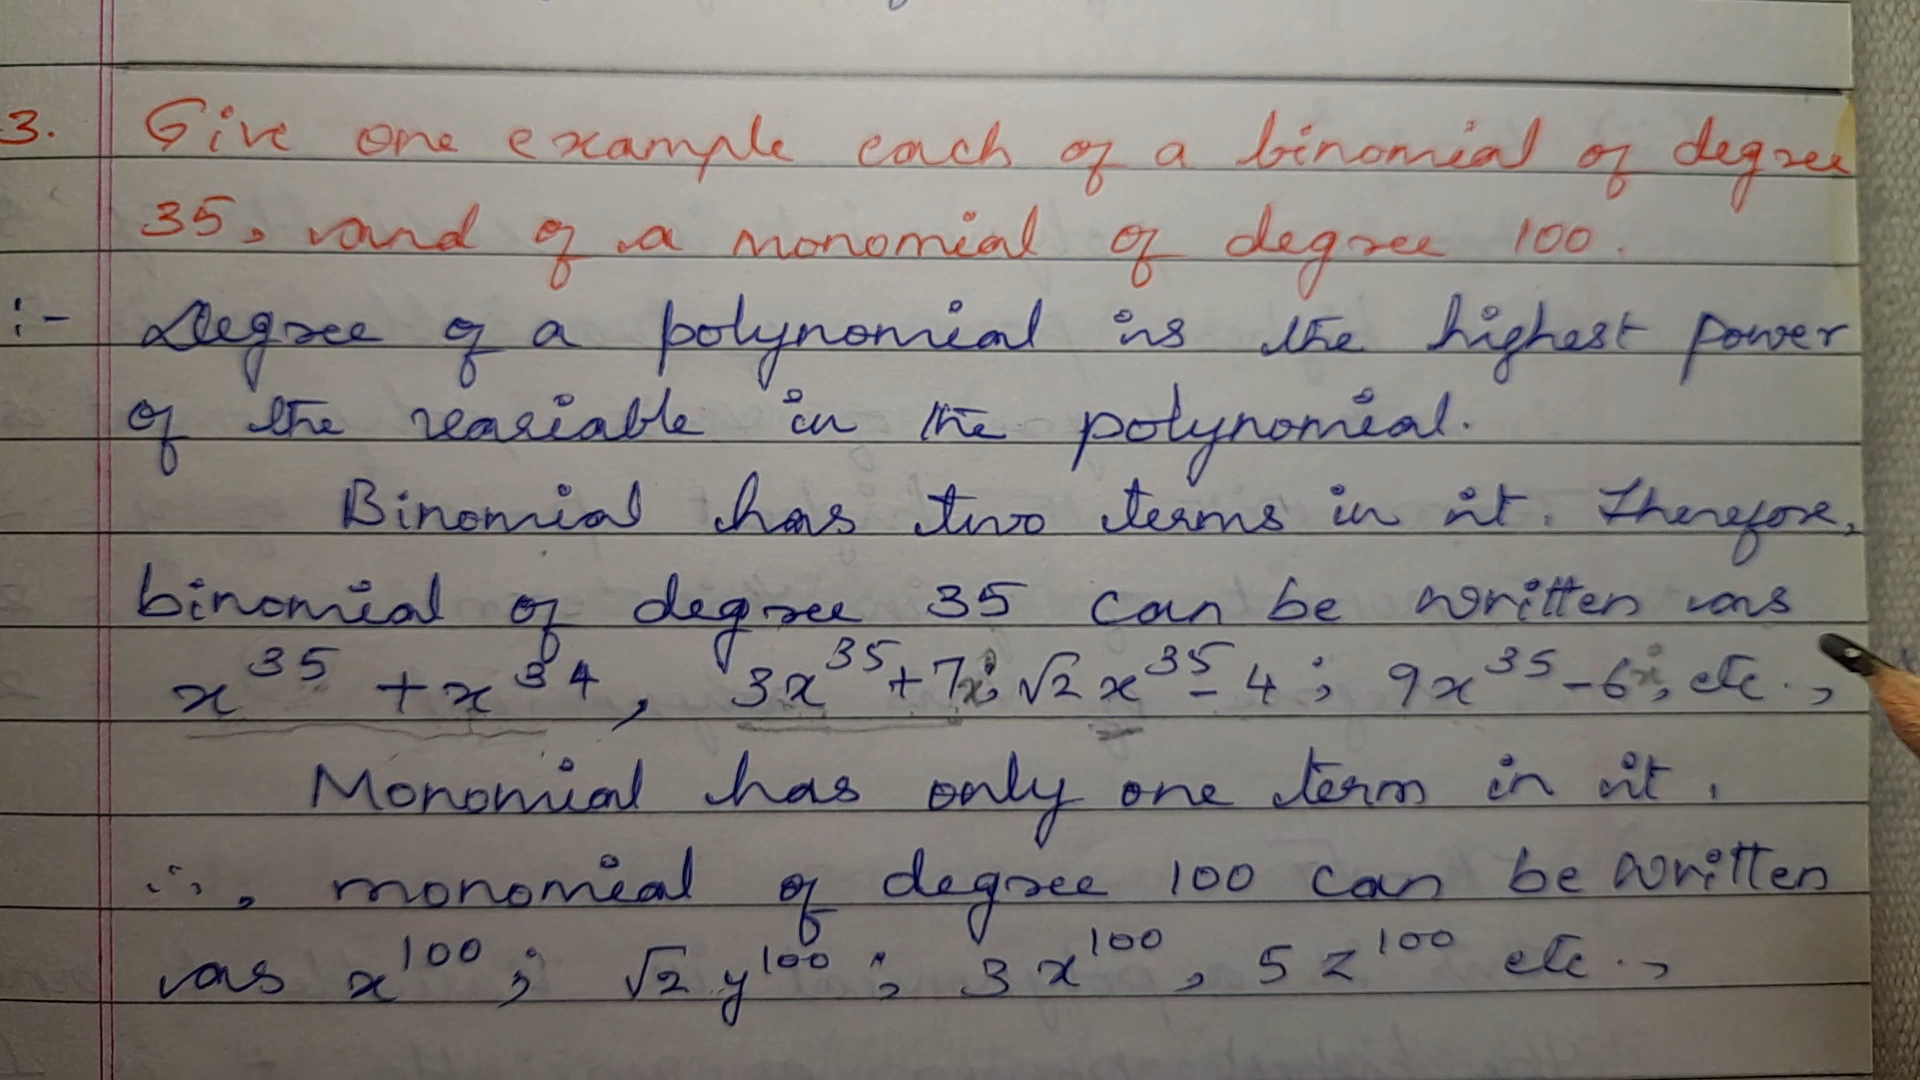 3. Give one example each of a binomial of degree
35, and of a monomial of degree 100.
:- Degree of a polynomial is the highest power
of the variable in the polynomial.
Binomial has two terms in it. Therefore,
binomial of degree 35 can be written as
x³⁵ + x³⁴, 3x³⁵ + 7x; √2 x³⁵ - 4; 9x³⁵ - 6x, etc.,
Monomial has only one term in it.
∴, monomial of degree 100 can be written
as x¹⁰⁰; √2 y¹⁰⁰; 3x¹⁰⁰, 5z¹⁰⁰ etc.,